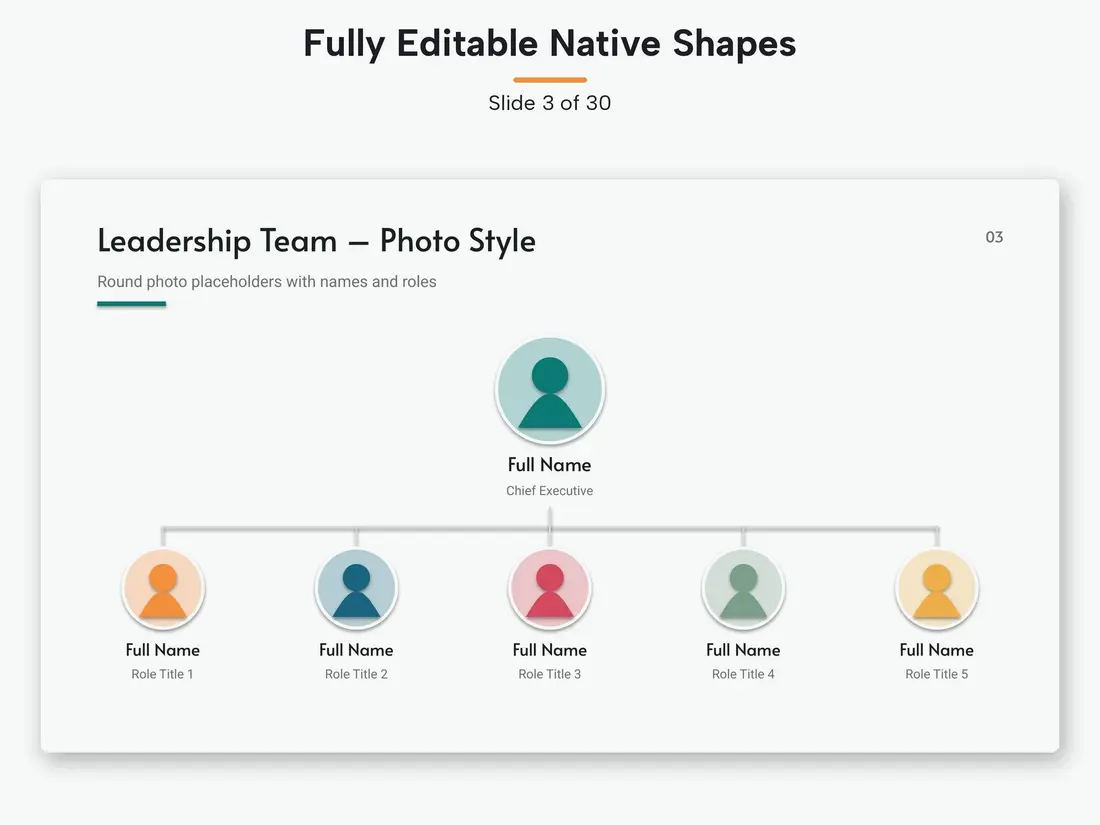 Fully Editable Native Shapes
Slide 3 of 30
Leadership Team – Photo Style
03
Round photo placeholders with names and roles
Full Name
Chief Executive
Full Name
Role Title 1
Full Name
Role Title 2
Full Name
Role Title 3
Full Name
Role Title 4
Full Name
Role Title 5